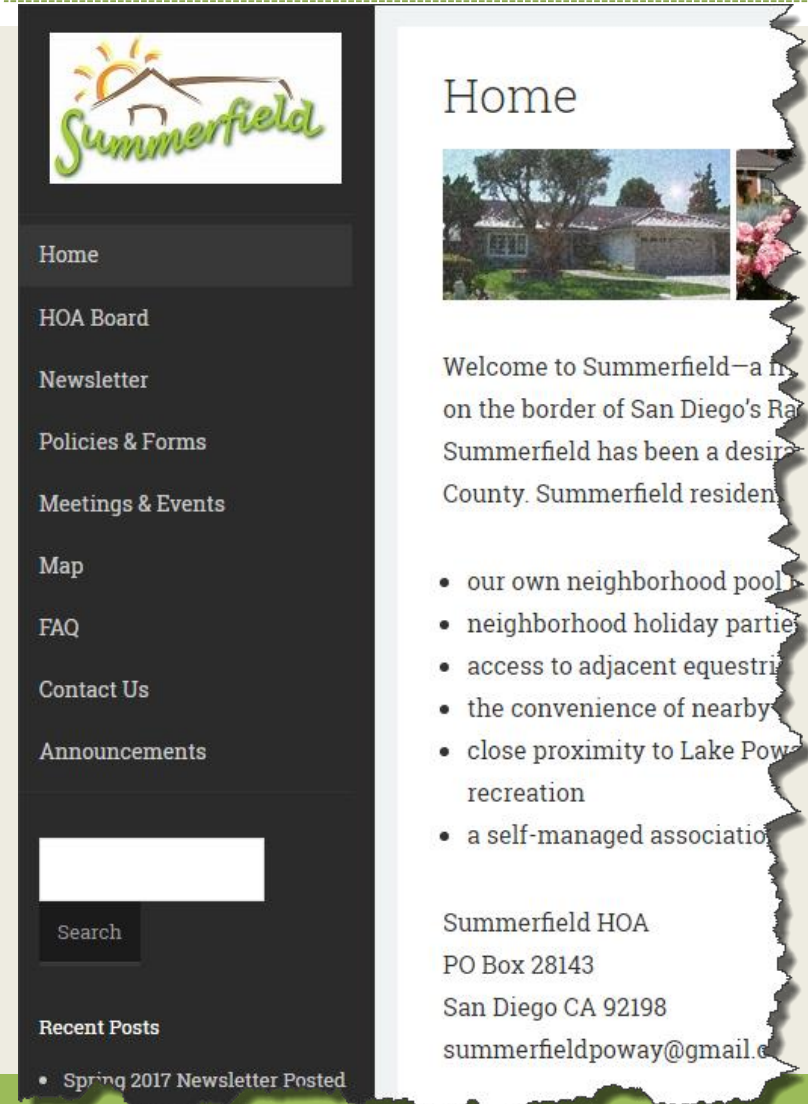 Summerfield
Home
HOA Board
Newsletter
Policies & Forms
Meetings & Events
Map
FAQ
Contact Us
Announcements
Search
Recent Posts
• Spring 2017 Newsletter Posted
Home
Welcome to Summerfield—a
on the border of San Diego's
Summerfield has been a
County. Summerfield
• our own neighborhood pool
• neighborhood holiday
• access to adjacent
• the convenience of nearby
• close proximity to Lake
recreation
• a self-managed
Summerfield HOA
PO Box 28143
San Diego CA 92198
summerfieldpoway@gmail.